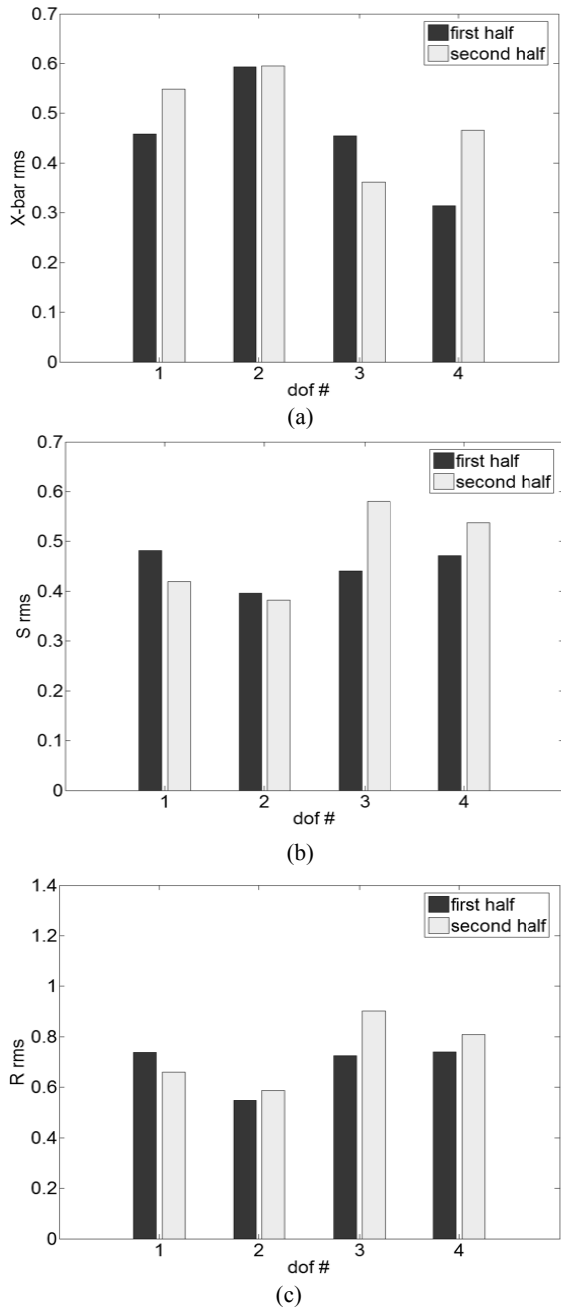 0.7
0.6
0.5
0.4
0.3
0.2
0.1
0
X-bar rms
first half
second half
1 2 3 4
dof #
(a)
0.7
0.6
0.5
0.4
0.3
0.2
0.1
0
S rms
first half
second half
1 2 3 4
dof #
(b)
1.4
1.2
1
0.8
0.6
0.4
0.2
0
R rms
first half
second half
1 2 3 4
dof #
(c)